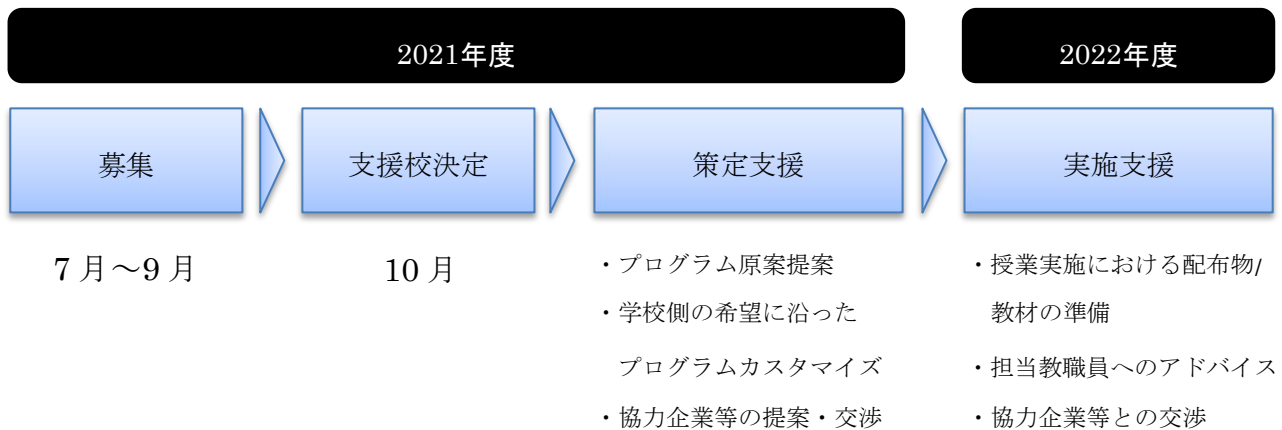 2021年度
2022年度
募集
支援校決定
策定支援
実施支援
7月～9月
10月
・プログラム原案提案
・学校側の希望に沿った
プログラムカスタマイズ
・協力企業等の提案・交渉
・授業実施における配布物/
教材の準備
・担当教職員へのアドバイス
・協力企業等との交渉